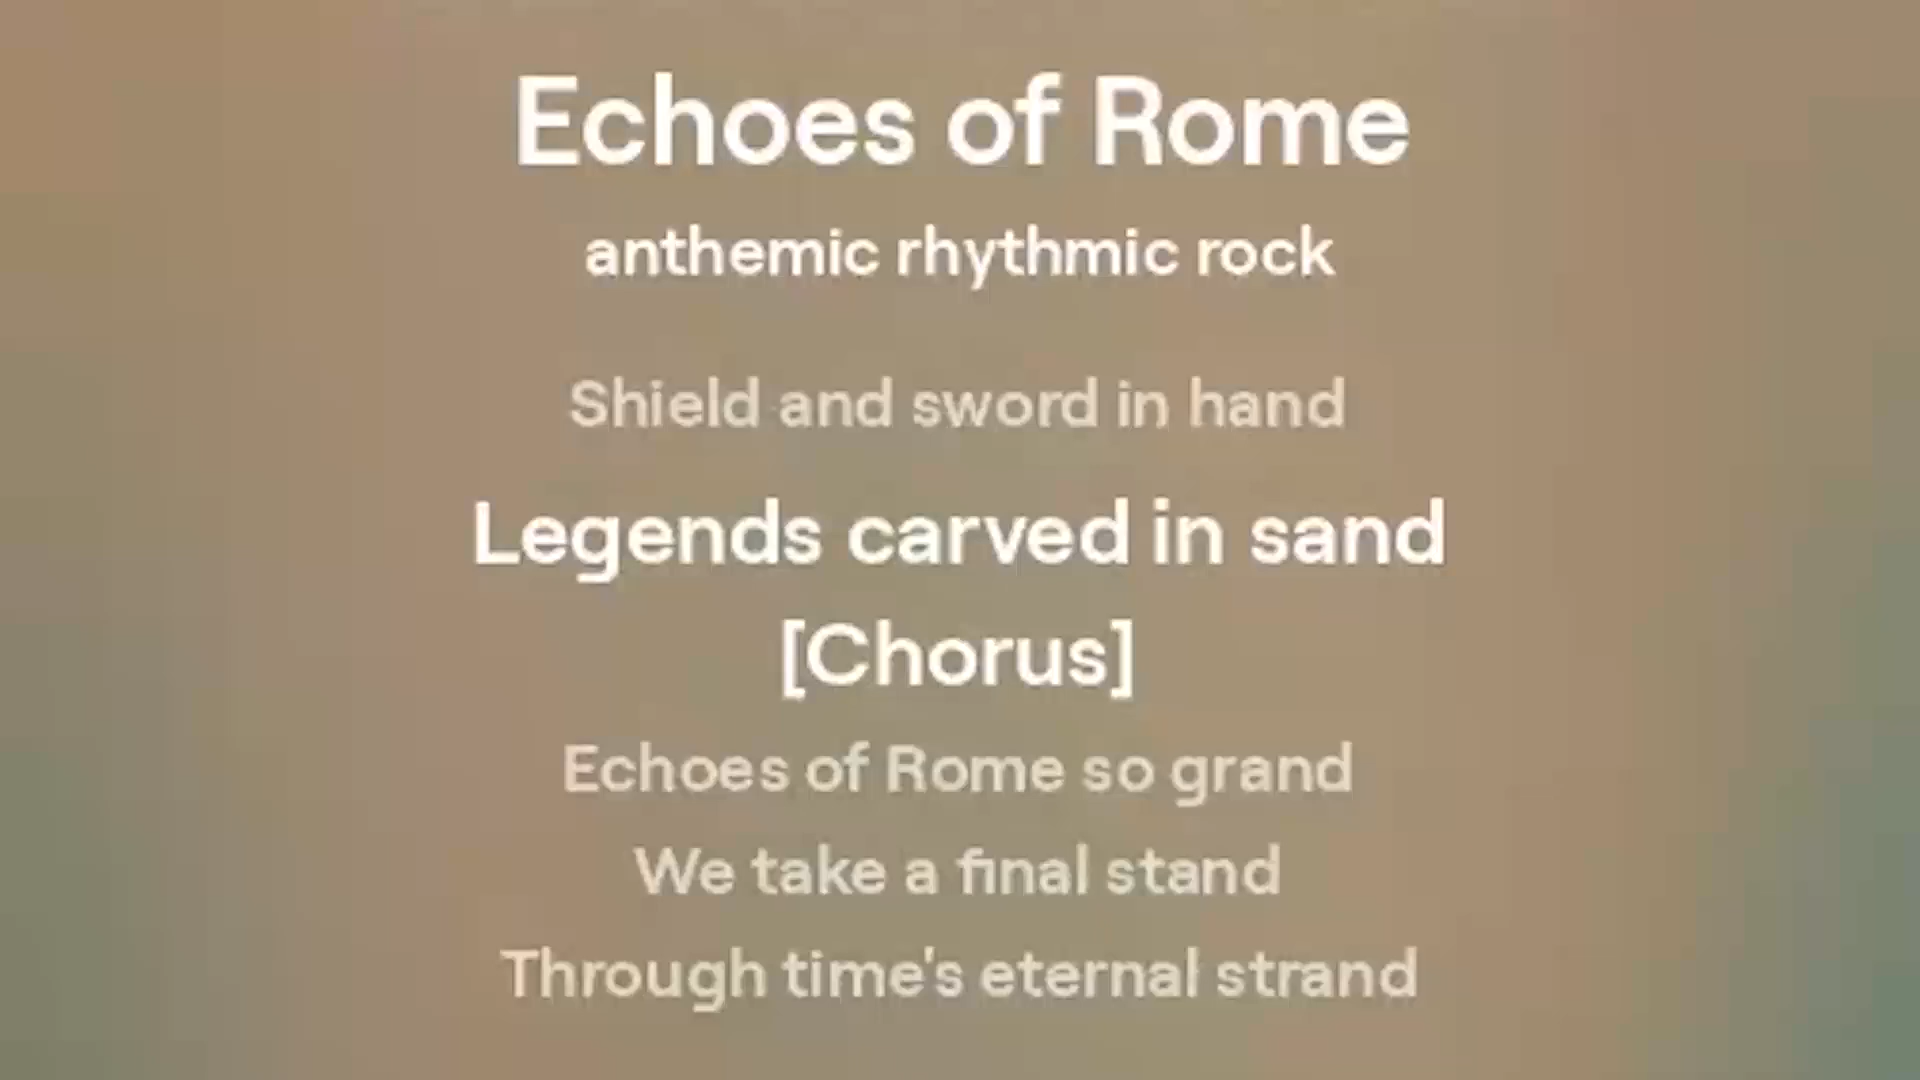 Echoes of Rome
anthemic rhythmic rock
Shield and sword in hand
Legends carved in sand
[Chorus]
Echoes of Rome so grand
We take a final stand
Through time's eternal strand